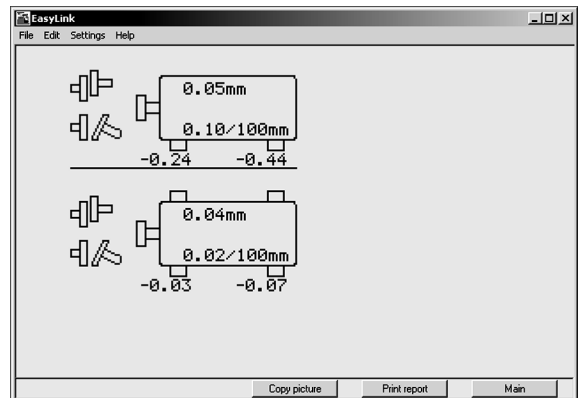 EasyLink
File Edit Settings Help
0.05mm
0.10/100mm
-0.24 -0.44
0.04mm
0.02/100mm
-0.03 -0.07
Copy picture Print report Main